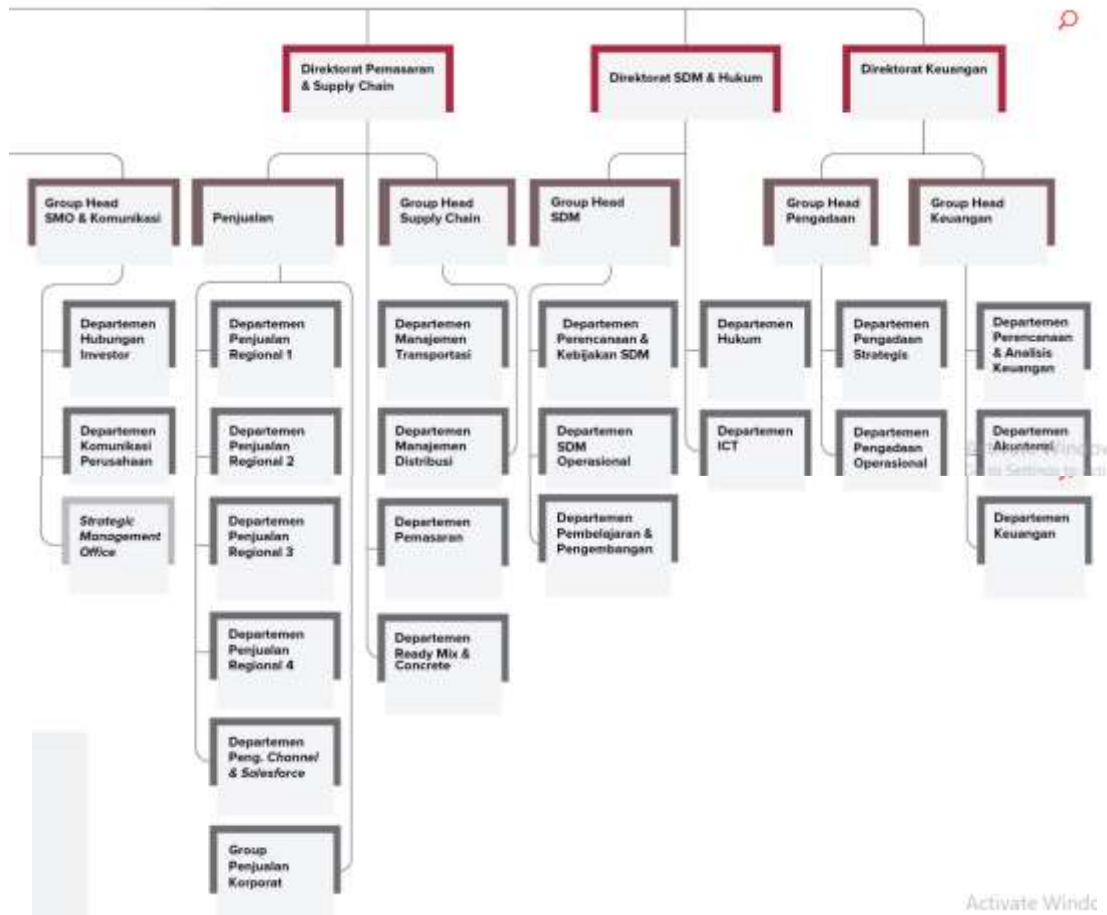 Direktorat Pemasaran
& Supply Chain
Direktorat SDM & Hukum
Direktorat Keuangan
Group Head
SMO & Komunikasi
Penjualan
Group Head
Supply Chain
Group Head
SDM
Group Head
Pengadaan
Group Head
Keuangan
Departemen
Hubungan
Investor
Departemen
Penjualan
Regional 1
Departemen
Manajemen
Transportasi
Departemen
Perencanaan &
Kebijakan SDM
Departemen
Hukum
Departemen
Pengadaan
Strategis
Departemen
Perencanaan
& Analisis
Keuangan
Departemen
Komunikasi
Perusahaan
Departemen
Penjualan
Regional 2
Departemen
Manajemen
Distribusi
Departemen
SDM
Operasional
Departemen
ICT
Departemen
Pengadaan
Operasional
Departemen
Akuntansi
Strategic
Management
Office
Departemen
Penjualan
Regional 3
Departemen
Pemasaran
Departemen
Pembelajaran &
Pengembangan
Departemen
Keuangan
Departemen
Penjualan
Regional 4
Departemen
Ready Mix &
Concrete
Departemen
Peng. Channel
& Salesforce
Group
Penjualan
Korporat
Activate Windo